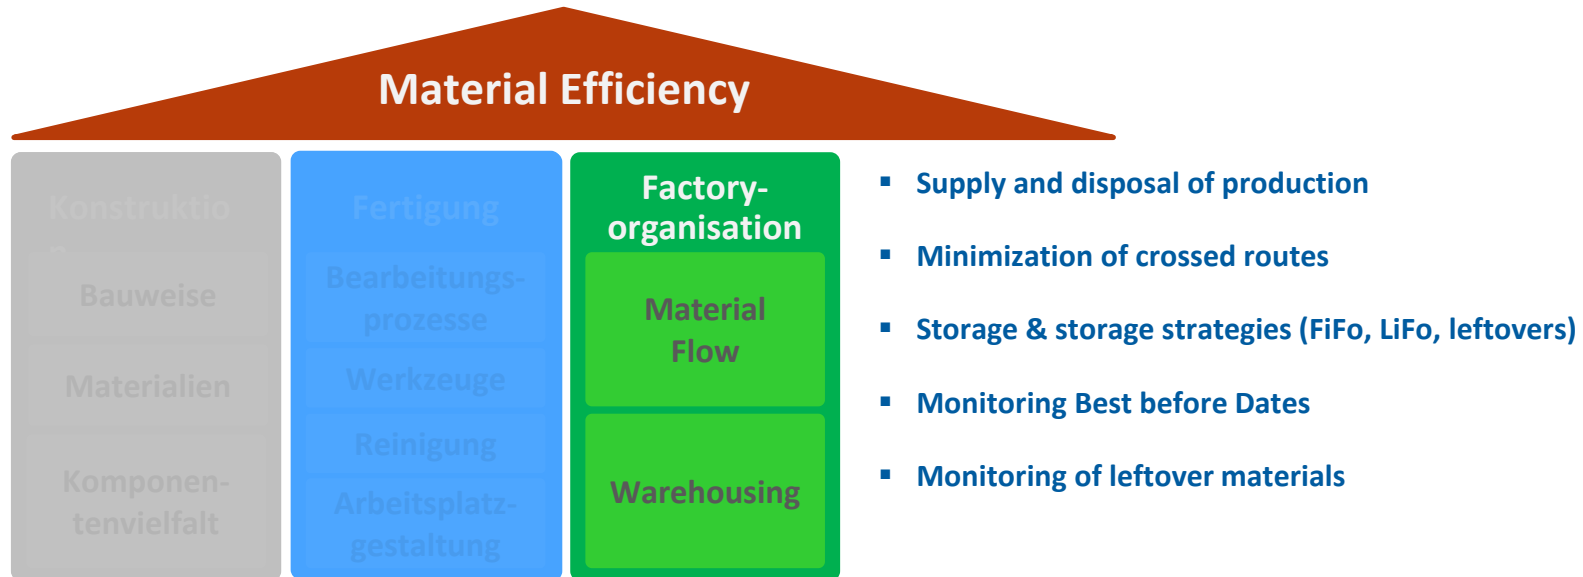 Material Efficiency
Konstruktio
n
Bauweise
Materialien
Komponen-
tenvielfalt
Fertigung
Bearbeitungs-
prozesse
Werkzeuge
Reinigung
Arbeitsplatz-
gestaltung
Factory-
organisation
Material
Flow
Warehousing
▪ Supply and disposal of production
▪ Minimization of crossed routes
▪ Storage & storage strategies (FiFo, LiFo, leftovers)
▪ Monitoring Best before Dates
▪ Monitoring of leftover materials